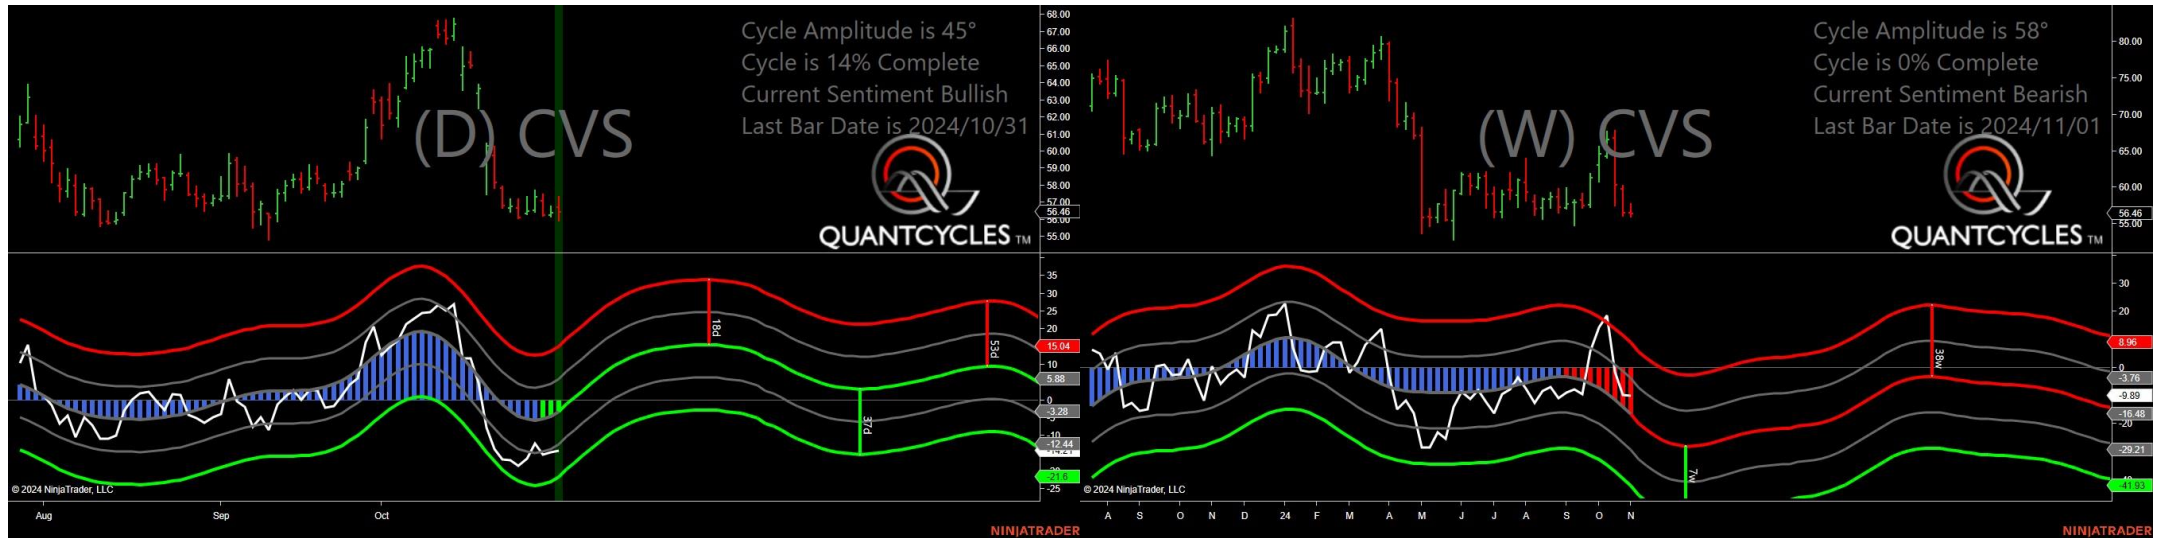 Cycle Amplitude is 45°
Cycle is 14% Complete
Current Sentiment Bullish
Last Bar Date is 2024/10/31
(D) CVS
QUANTCYCLES TM
68.00
67.00
66.00
65.00
64.00
63.00
62.00
61.00
60.00
59.00
58.00
57.00
56.46
56.00
55.00
35
30
25
20
15.04
10
5.88
0
-3.28
-5
-10
-12.44
-21.6
-25
18d
37d
53d
© 2024 NinjaTrader, LLC
Aug Sep Oct
NINJATRADER
Cycle Amplitude is 58°
Cycle is 0% Complete
Current Sentiment Bearish
Last Bar Date is 2024/11/01
(W) CVS
QUANTCYCLES TM
80.00
75.00
70.00
65.00
60.00
56.46
55.00
30
20
8.96
0
-3.76
-9.89
-16.48
-20
-29.21
-41.93
38w
7w
© 2024 NinjaTrader, LLC
A S O N D 24 F M A M J J A S O N
NINJATRADER